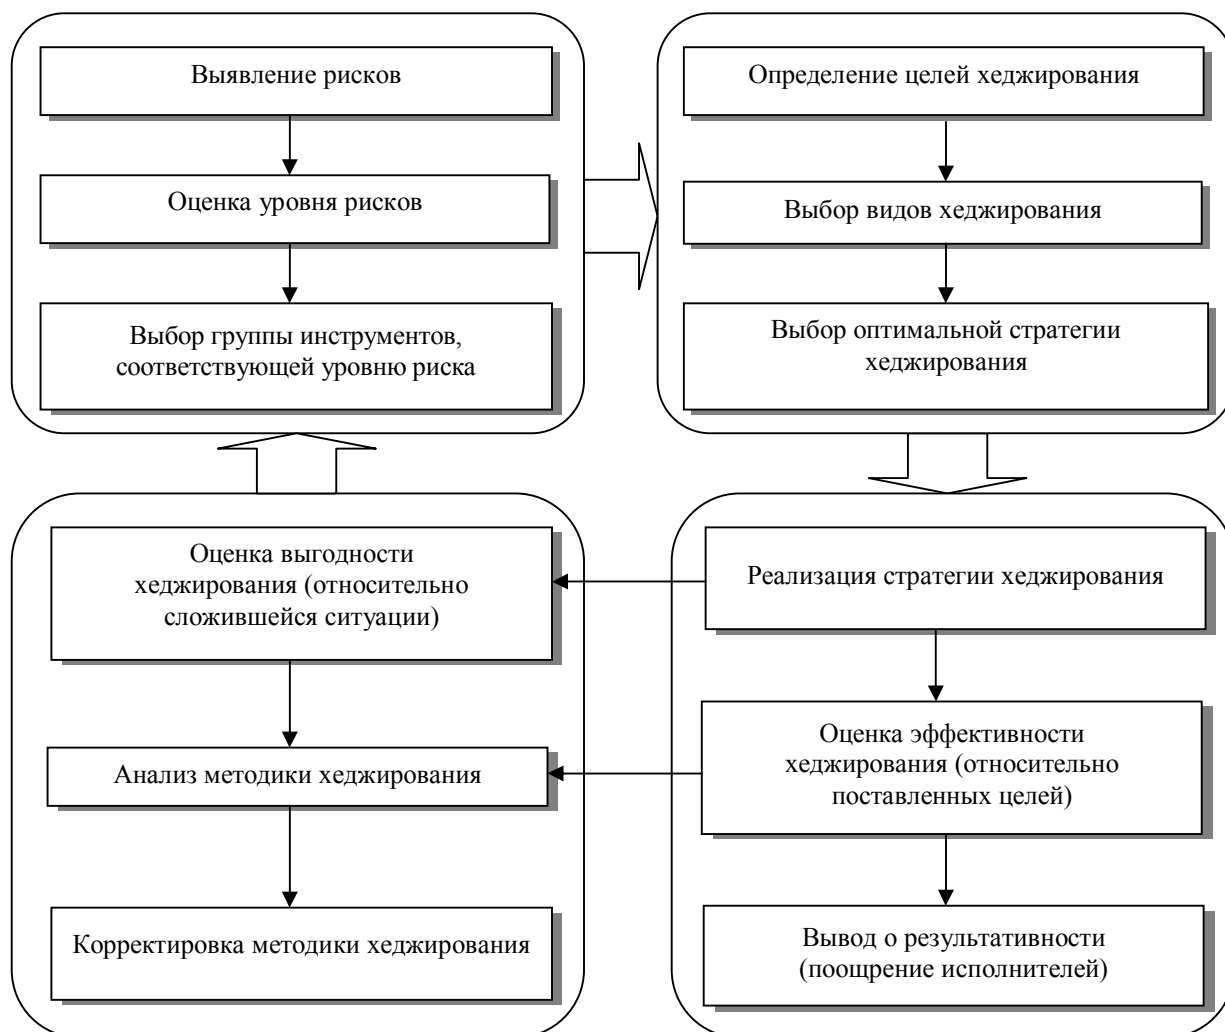 Выявление рисков
Оценка уровня рисков
Выбор группы инструментов,
соответствующей уровню риска
Определение целей хеджирования
Выбор видов хеджирования
Выбор оптимальной стратегии
хеджирования
Оценка выгодности
хеджирования (относительно
сложившейся ситуации)
Анализ методики хеджирования
Корректировка методики хеджирования
Реализация стратегии хеджирования
Оценка эффективности
хеджирования (относительно
поставленных целей)
Вывод о результативности
(поощрение исполнителей)